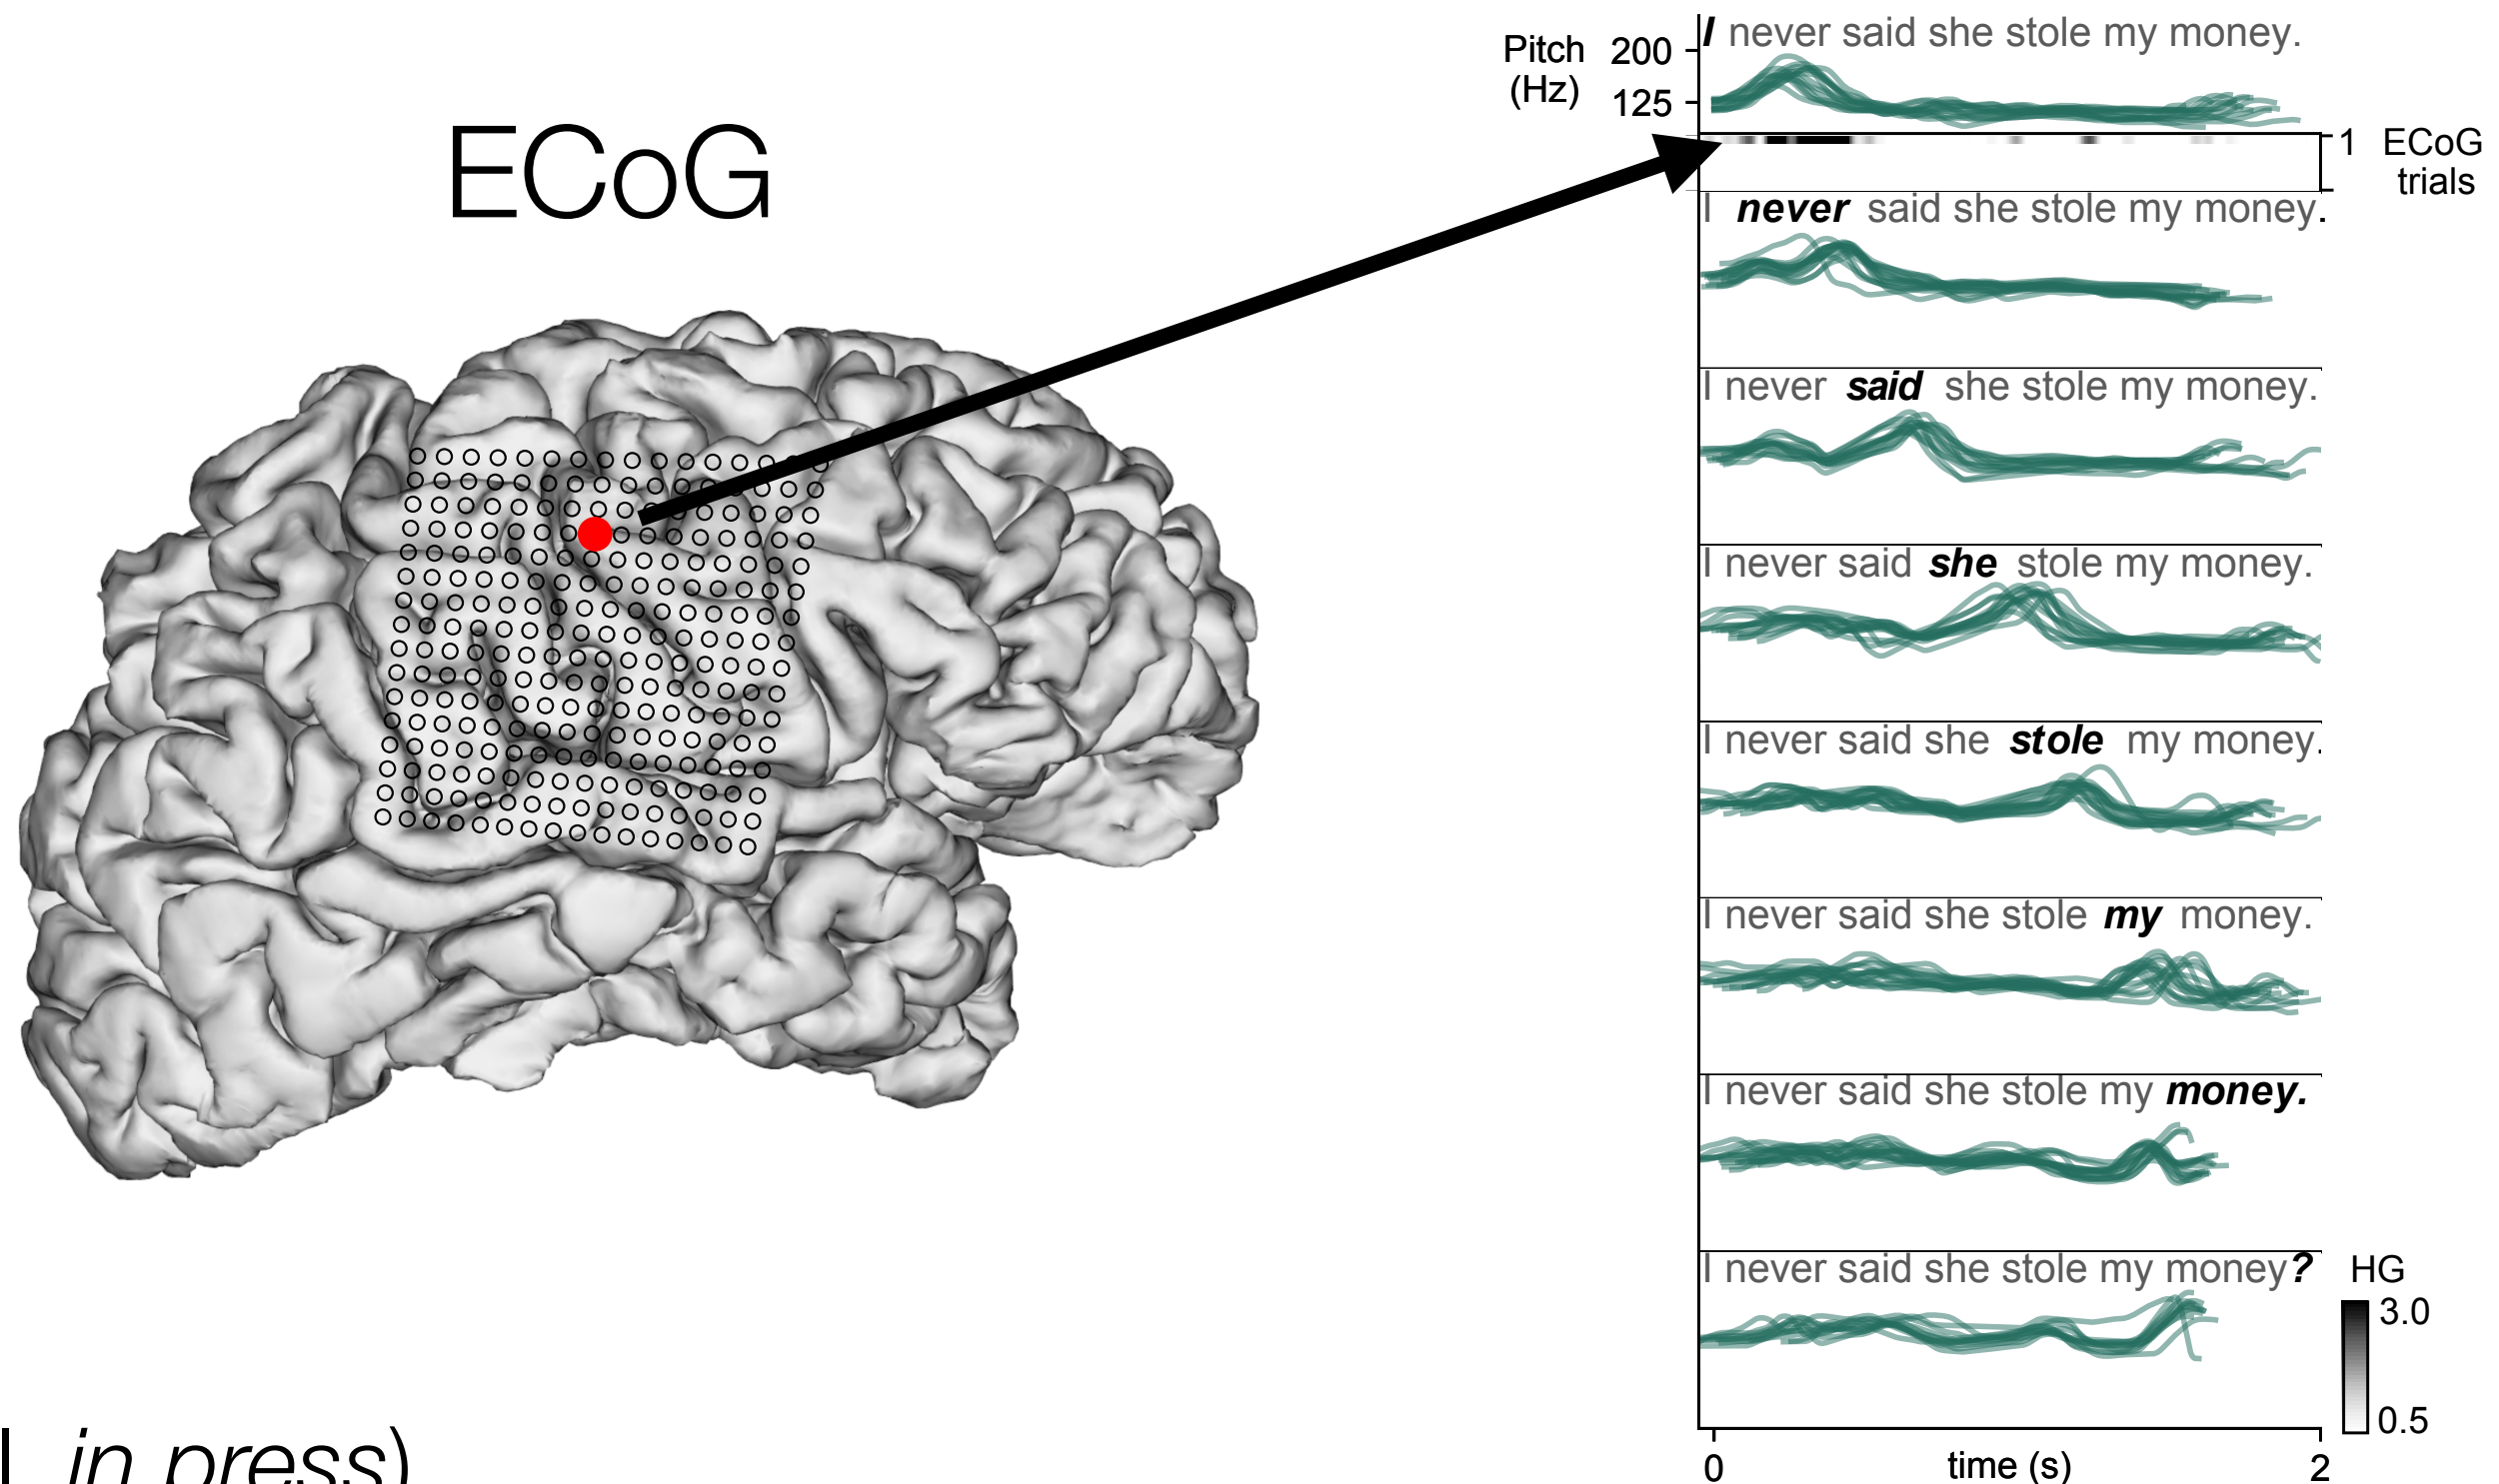 ECoG
Pitch
(Hz)
200
125
I never said she stole my money.
1
ECoG
trials
I never said she stole my money.
I never said she stole my money.
I never said she stole my money.
I never said she stole my money.
I never said she stole my money.
I never said she stole my money.
I never said she stole my money?
HG
3.0
0.5
0
time (s)
2
in press)